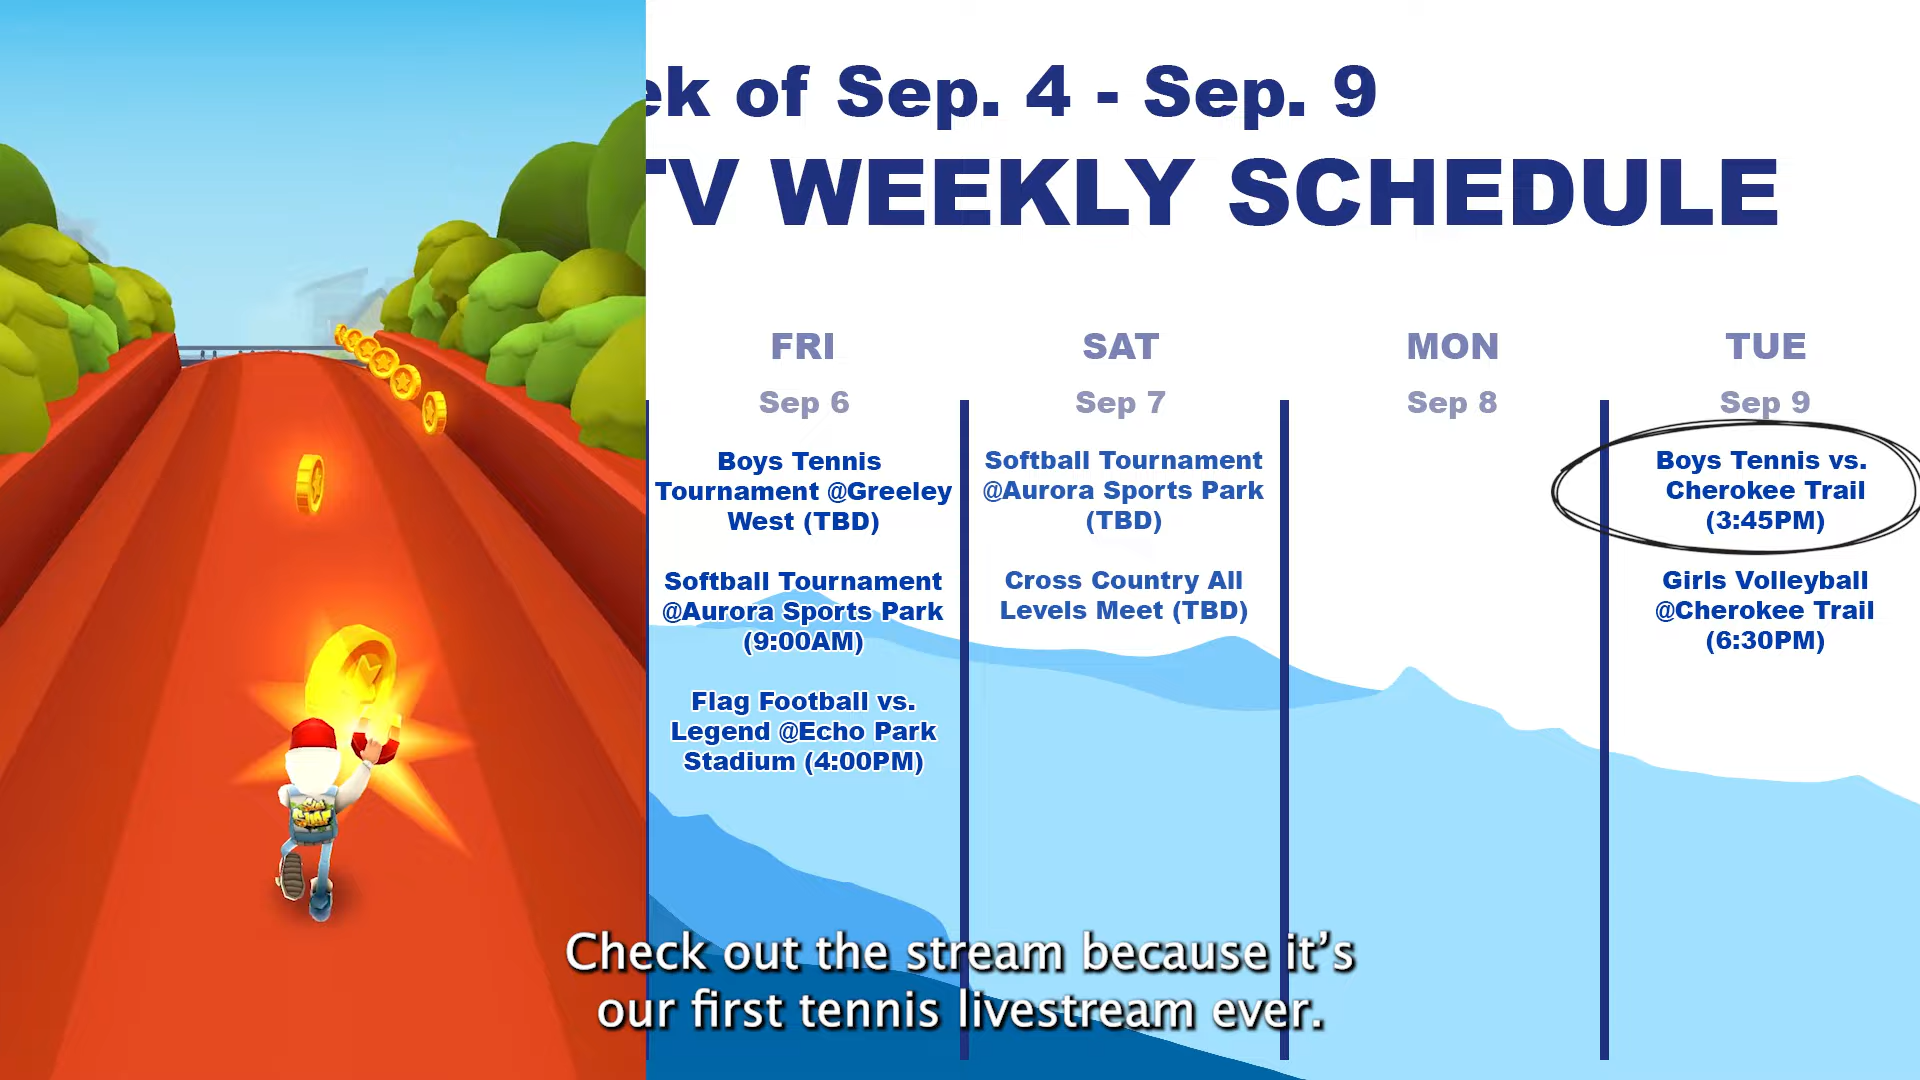 ek of Sep. 4 - Sep. 9
TV WEEKLY SCHEDULE
FRI
Sep 6
Boys Tennis
Tournament @Greeley
West (TBD)
Softball Tournament
@Aurora Sports Park
(9:00AM)
Flag Football vs.
Legend @Echo Park
Stadium (4:00PM)
SAT
Sep 7
Softball Tournament
@Aurora Sports Park
(TBD)
Cross Country All
Levels Meet (TBD)
MON
Sep 8
TUE
Sep 9
Boys Tennis vs.
Cherokee Trail
(3:45PM)
Girls Volleyball
@Cherokee Trail
(6:30PM)
Check out the stream because it’s
our first tennis livestream ever.